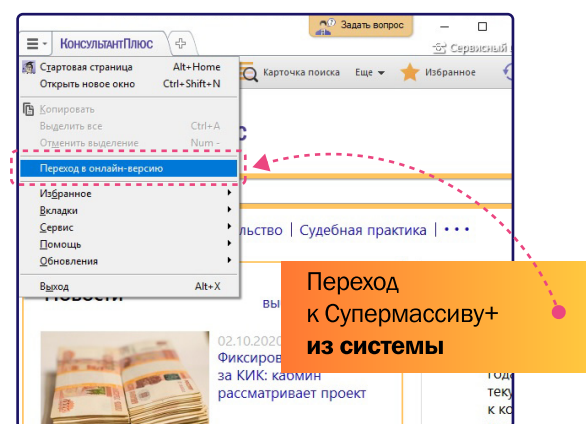 Задать вопрос
КонсультантПлюс
Сервисный
Стартовая страница Alt+Home
Открыть новое окно Ctrl+Shift+N
Карточка поиска Еще Избранное
Копировать
Выделить все Ctrl+A
Отменить выделение Num -
Переход в онлайн-версию
Избранное
Вкладки
Сервис
Помощь
Обновления
Выход Alt+X
льство | Судебная практика |
Новости
Переход
к Супермассиву+
из системы
02.10.2020
Фиксиров
за КИК: кабмин
рассматривает проект
теку